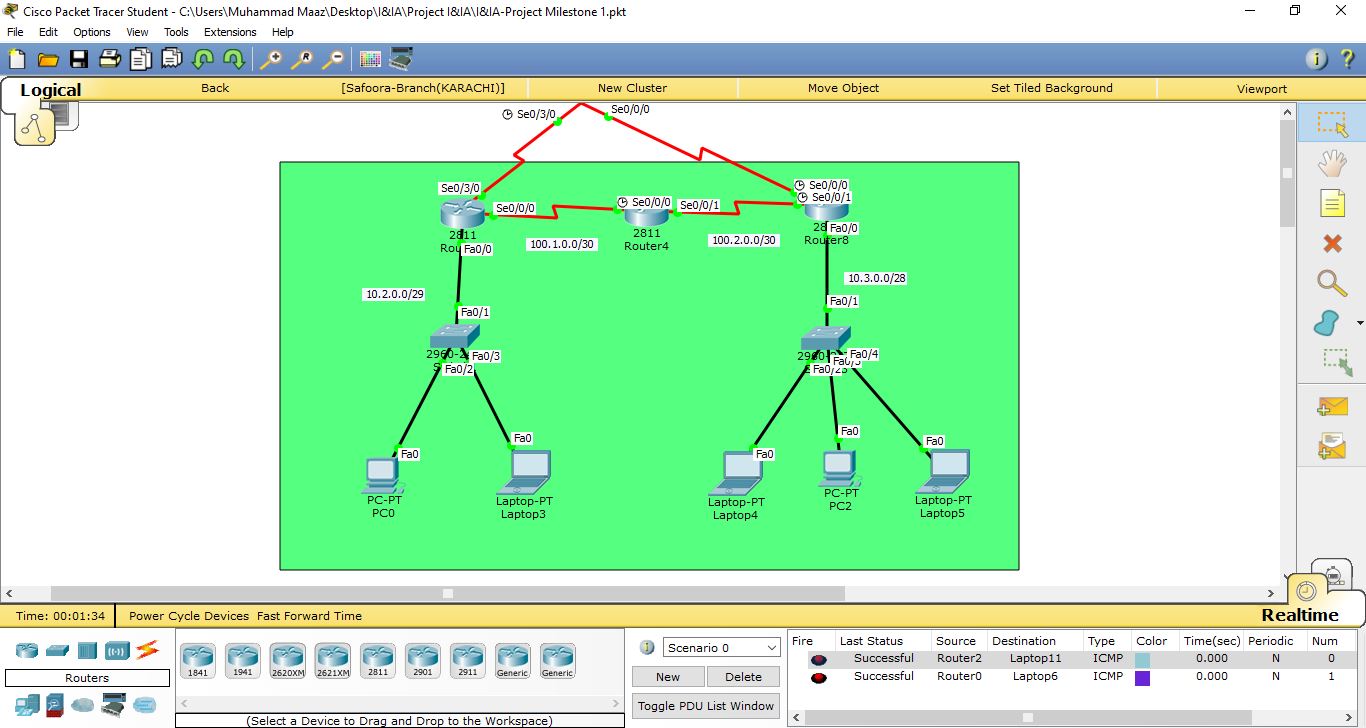 Cisco Packet Tracer Student - C:\Users\Muhammad Maaz\Desktop\I&IA\Project I&IA\I&IA-Project Milestone 1.pkt
File Edit Options View Tools Extensions Help
Logical Back [Safoora-Branch(KARACHI)] New Cluster Move Object Set Tiled Background Viewport
Se0/3/0 Se0/0/0
Se0/3/0 Se0/0/0
Se0/0/0 Se0/0/0 Se0/0/1 Se0/0/1
2811 2811
Fa0/0 Router4 Fa0/0 Router8
100.1.0.0/30 100.2.0.0/30
10.2.0.0/29 10.3.0.0/28
Fa0/1 Fa0/1
Fa0/3 Fa0/4
Fa0/2
Fa0 Fa0 Fa0 Fa0 Fa0
PC-PT Laptop-PT Laptop-PT PC-PT Laptop-PT
PC0 Laptop3 Laptop4 PC2 Laptop5
Time: 00:01:34 Power Cycle Devices Fast Forward Time Realtime
Routers
1841 1941 2620XM 2621XM 2811 2901 2911 Generic Generic
(Select a Device to Drag and Drop to the Workspace)
Scenario 0
New Delete
Toggle PDU List Window
Fire Last Status Source Destination Type Color Time(sec) Periodic Num
Successful Router2 Laptop11 ICMP 0.000 N 0
Successful Router0 Laptop6 ICMP 0.000 N 1